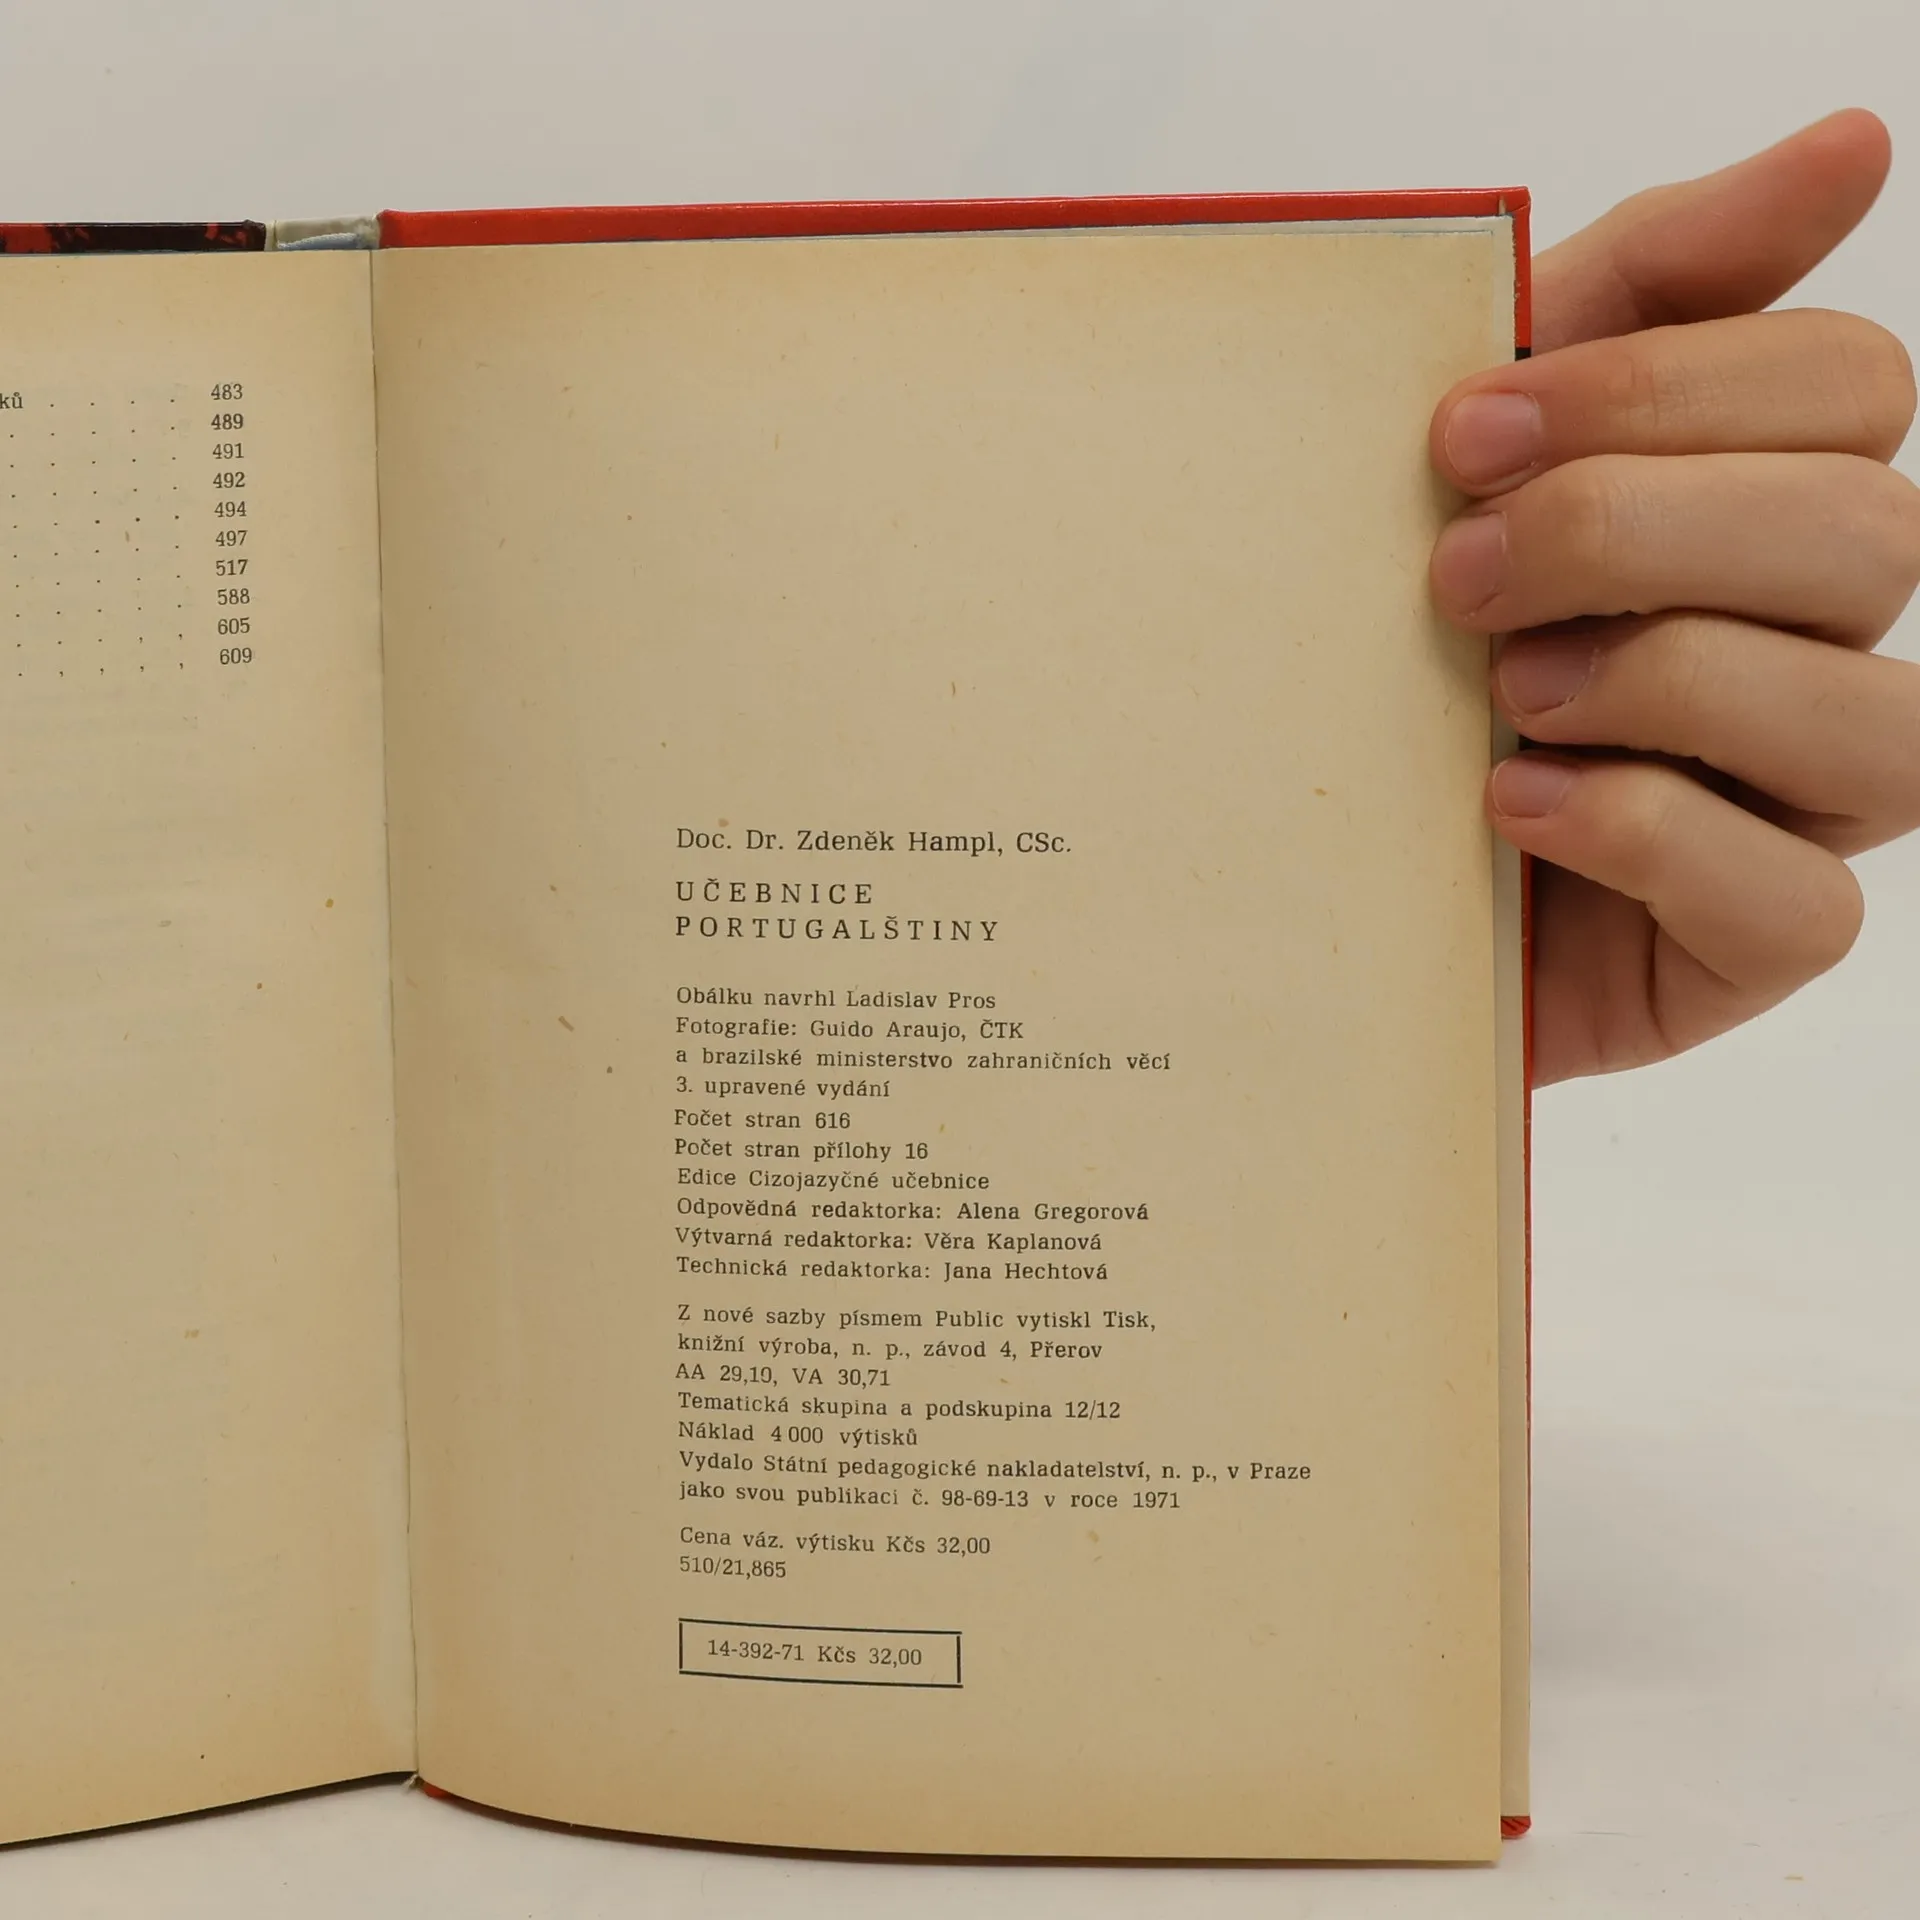 ků . . . . 483
. . . . . 489
. . . . . 491
. . . . . 492
. . . . . 494
. . . . . 497
. . . . . 517
. . . . . 588
. . . , , 605
. , , , , 609
Doc. Dr. Zdeněk Hampl, CSc.
UČEBNICE
PORTUGALŠTINY
Obálku navrhl Ladislav Pros
Fotografie: Guido Araujo, ČTK
a brazilské ministerstvo zahraničních věcí
3. upravené vydání
Počet stran 616
Počet stran přílohy 16
Edice Cizojazyčné učebnice
Odpovědná redaktorka: Alena Gregorová
Výtvarná redaktorka: Věra Kaplanová
Technická redaktorka: Jana Hechtová
Z nové sazby písmem Public vytiskl Tisk,
knižní výroba, n. p., závod 4, Přerov
AA 29,10, VA 30,71
Tematická skupina a podskupina 12/12
Náklad 4 000 výtisků
Vydalo Státní pedagogické nakladatelství, n. p., v Praze
jako svou publikaci č. 98-69-13 v roce 1971
Cena váz. výtisku Kčs 32,00
510/21,865
14-392-71 Kčs 32,00